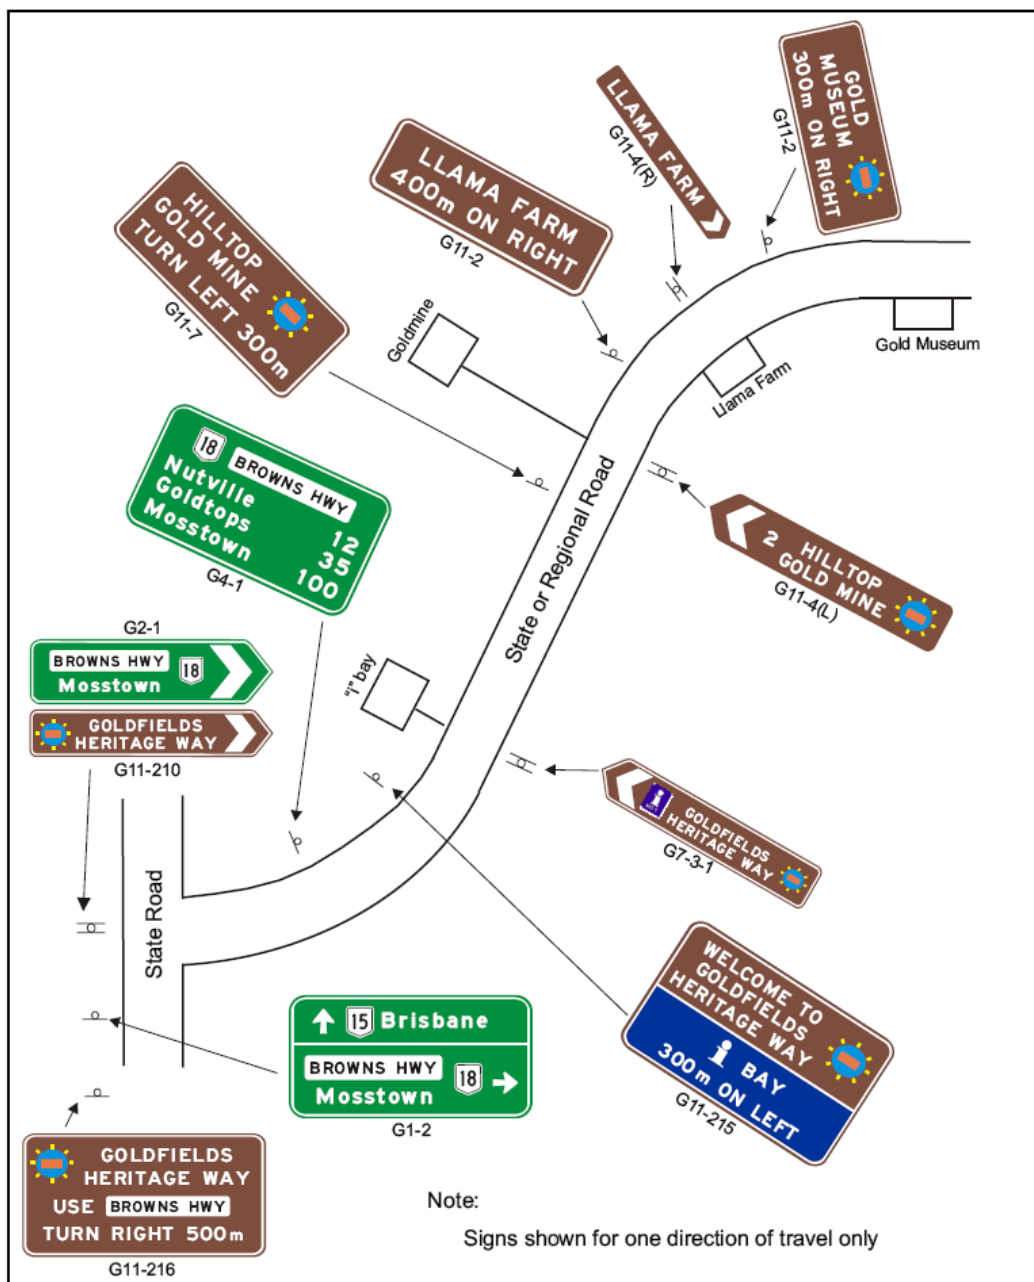 GOLD
MUSEUM
300m ON RIGHT
G11-2
LLAMA FARM
G11-4(R)
LLAMA FARM
400m ON RIGHT
G11-2
HILLTOP
GOLD MINE
TURN LEFT 300m
G11-7
Goldmine
Gold Museum
Llama Farm
18 BROWNS HWY
Nutville 12
Goldtops 35
Mosstown 100
G4-1
State or Regional Road
2 HILLTOP
GOLD MINE
G11-4(L)
G2-1
BROWNS HWY 18
Mosstown
GOLDFIELDS
HERITAGE WAY
G11-210
"i" bay
i
GOLDFIELDS
HERITAGE WAY
G7-3-1
State Road
WELCOME TO
GOLDFIELDS
HERITAGE WAY
i BAY
300m ON LEFT
G11-215
15 Brisbane
BROWNS HWY 18
Mosstown
G1-2
GOLDFIELDS
HERITAGE WAY
USE BROWNS HWY
TURN RIGHT 500m
G11-216
Note:
Signs shown for one direction of travel only